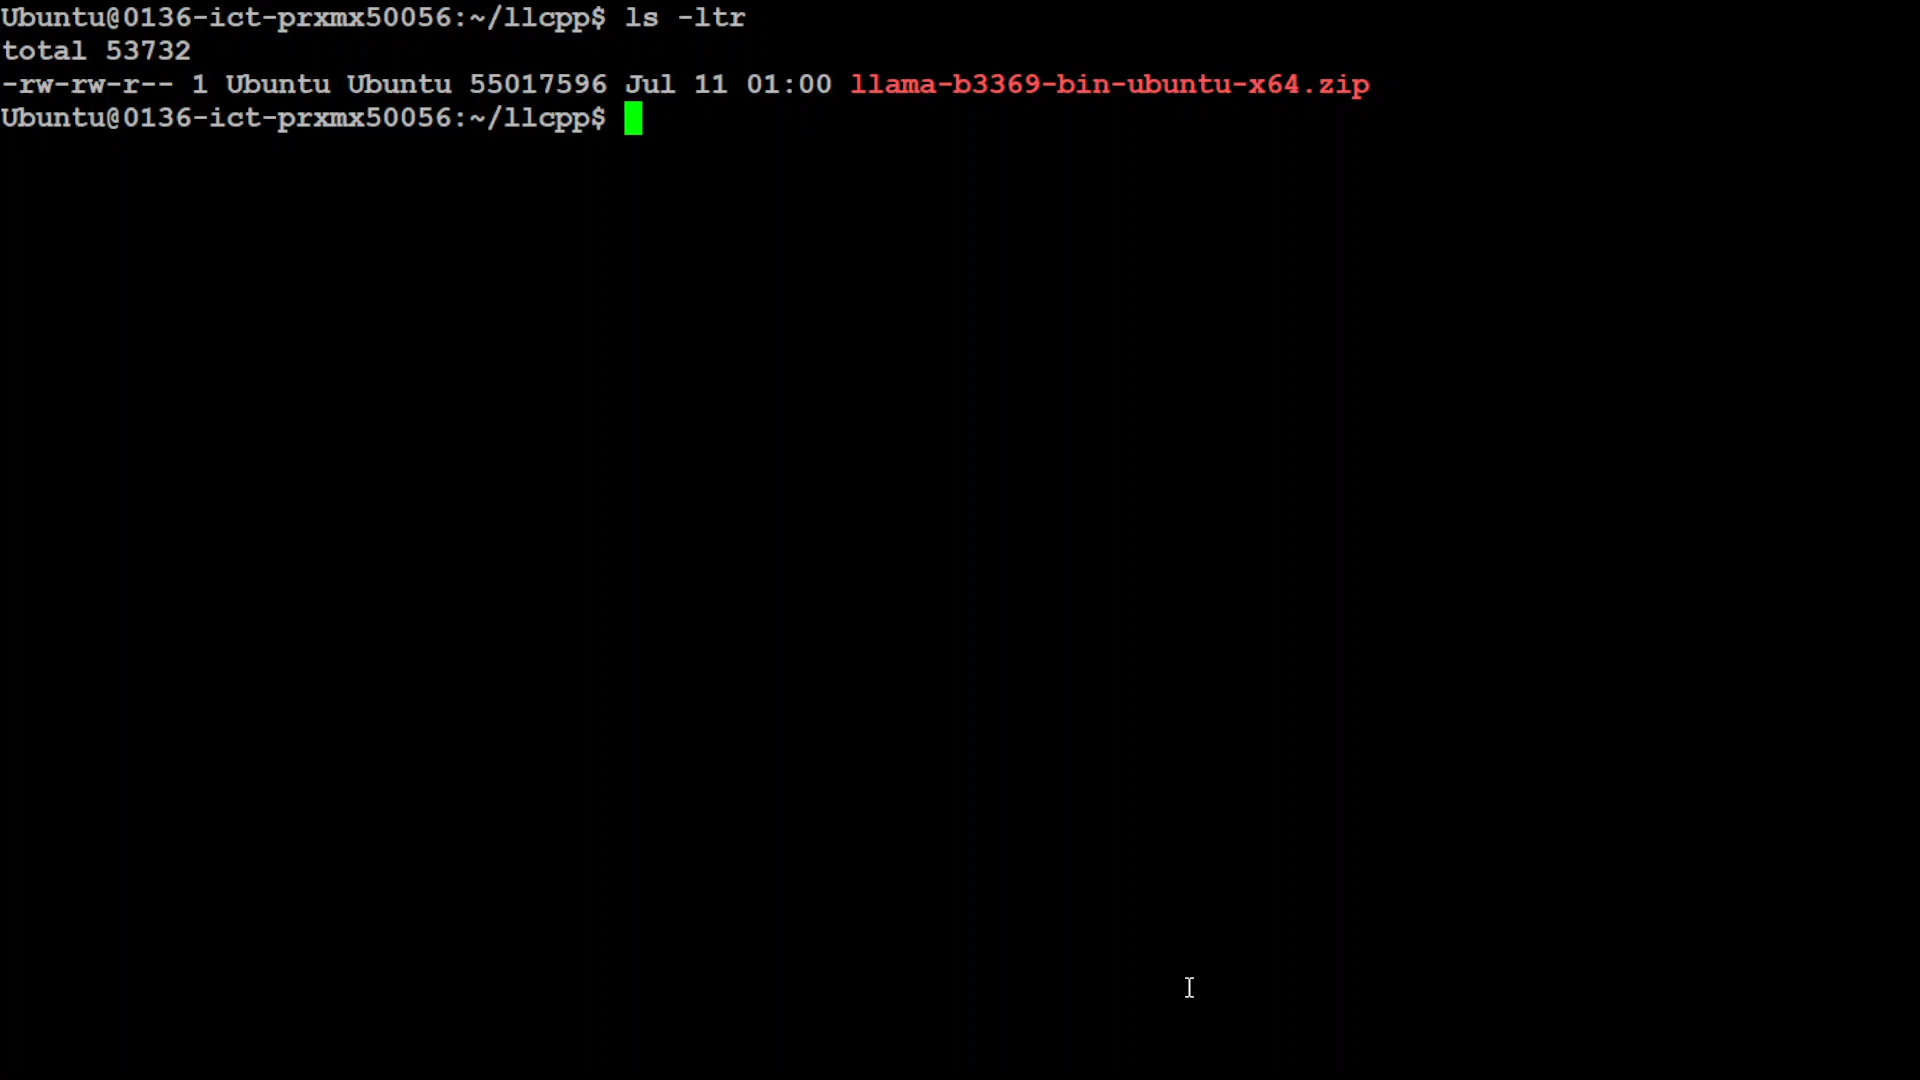 Ubuntu@0136-ict-prxmx50056:~/llcpp$ ls -ltr
total 53732
-rw-rw-r-- 1 Ubuntu Ubuntu 55017596 Jul 11 01:00 llama-b3369-bin-ubuntu-x64.zip
Ubuntu@0136-ict-prxmx50056:~/llcpp$